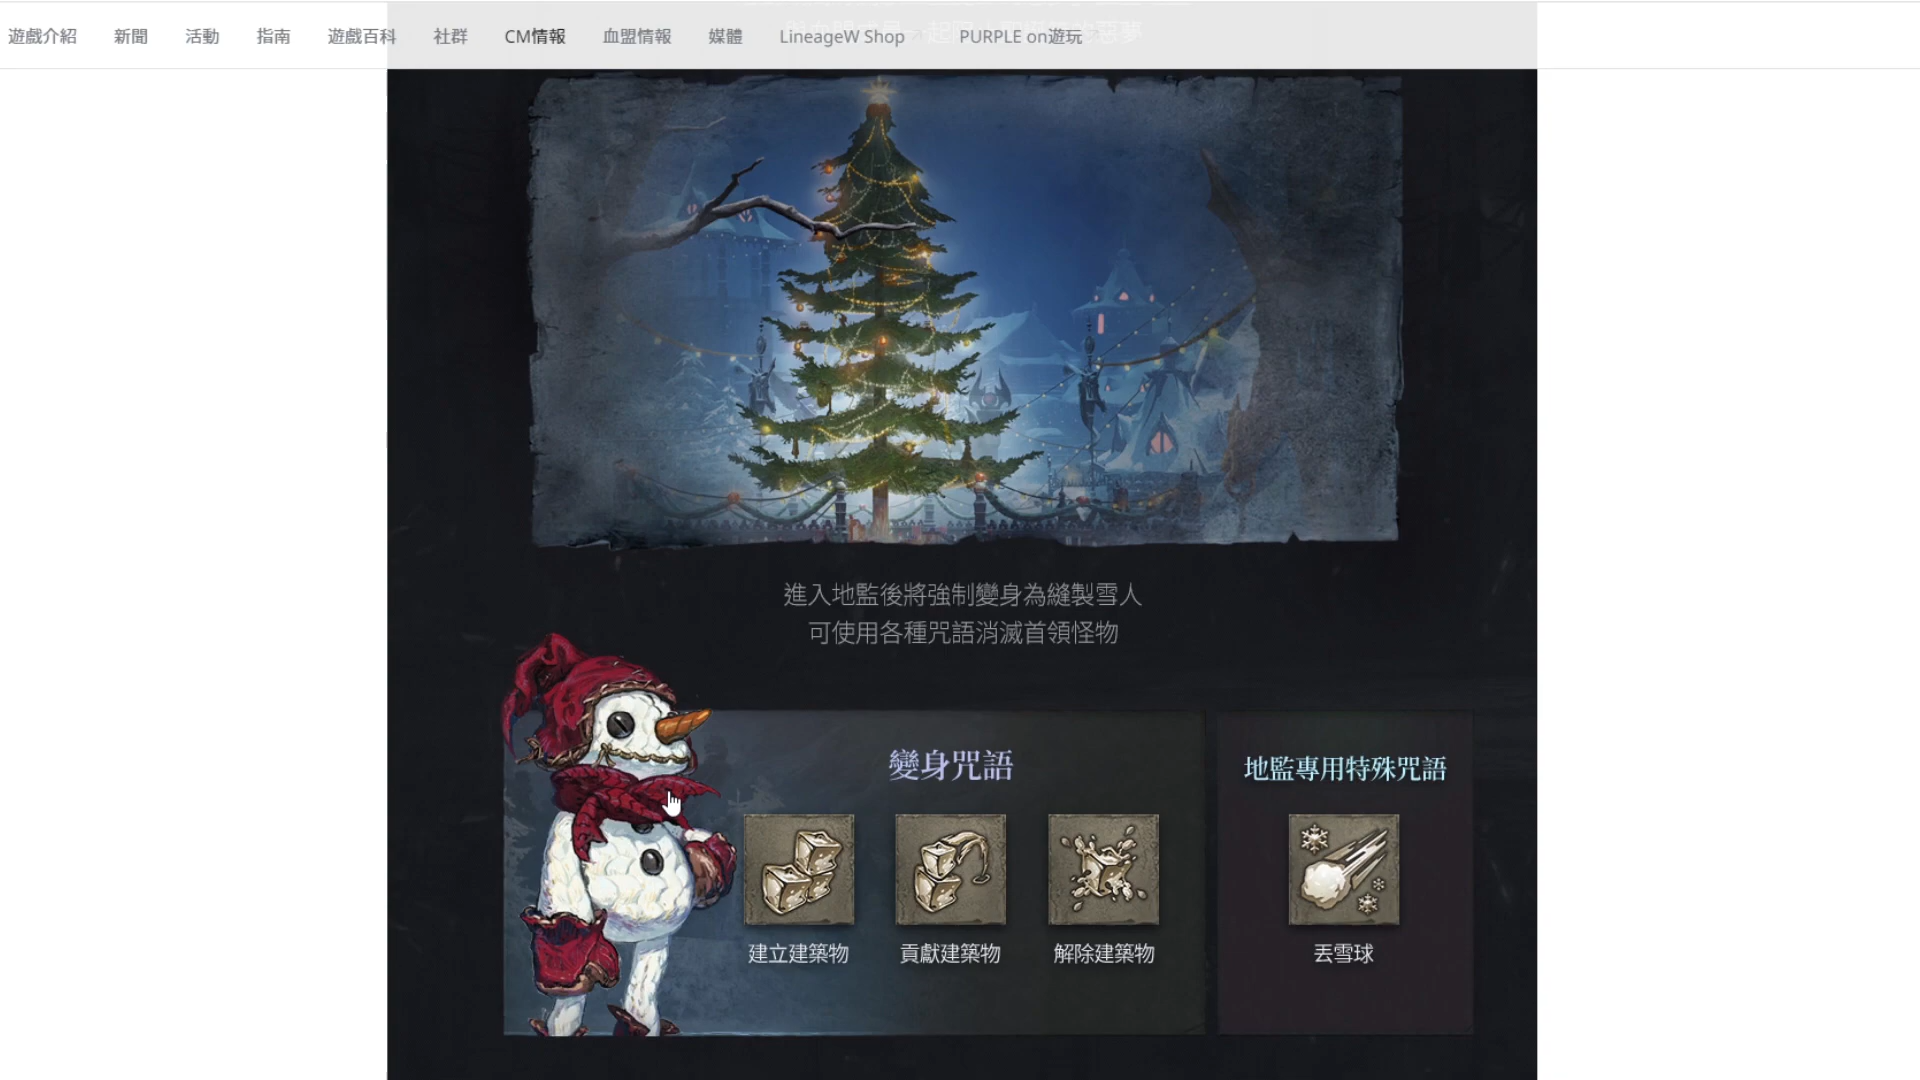 遊戲介紹 新聞 活動 指南 遊戲百科 社群 CM情報 血盟情報 媒體 LineageW Shop PURPLE on遊玩
進入地監後將強制變身為縫製雪人
可使用各種咒語消滅首領怪物
變身咒語
建立建築物 貢獻建築物 解除建築物
地監專用特殊咒語
丟雪球